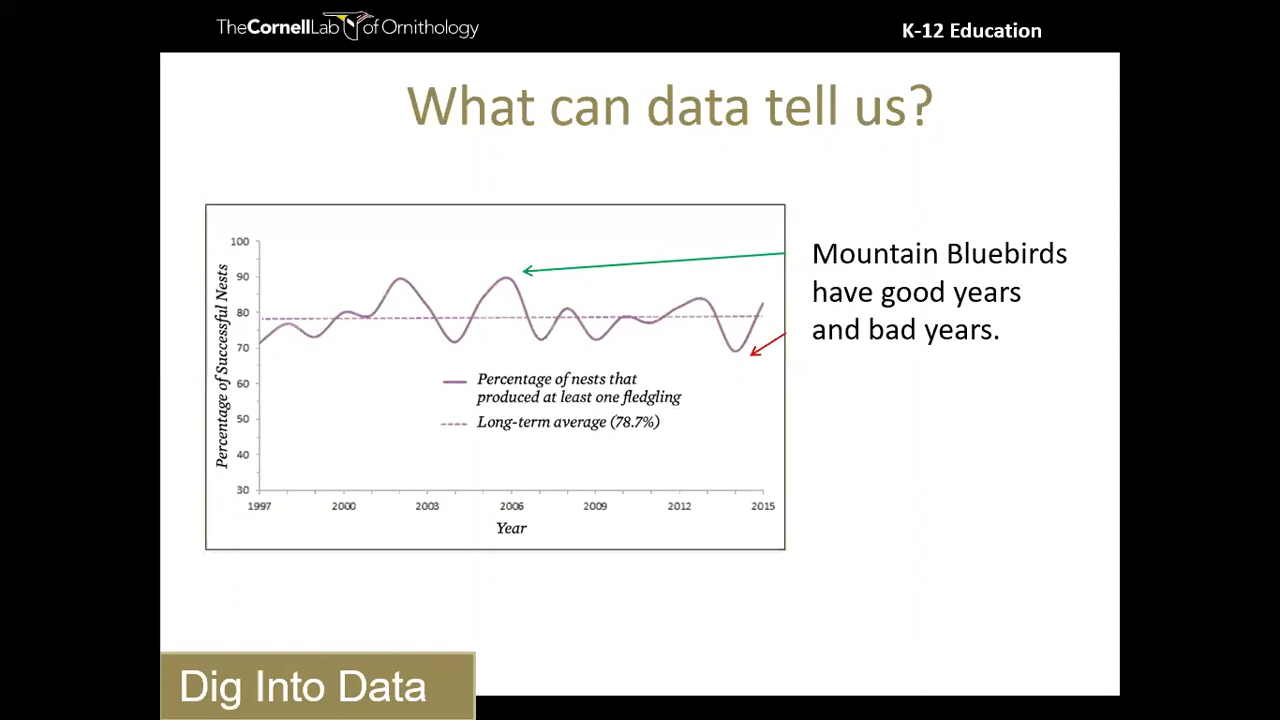 The CornellLab of Ornithology
K-12 Education
What can data tell us?
100
90
80
70
60
50
40
30
Percentage of Successful Nests
Percentage of nests that
produced at least one fledgling
Long-term average (78.7%)
1997 2000 2003 2006 2009 2012 2015
Year
Mountain Bluebirds
have good years
and bad years.
Dig Into Data